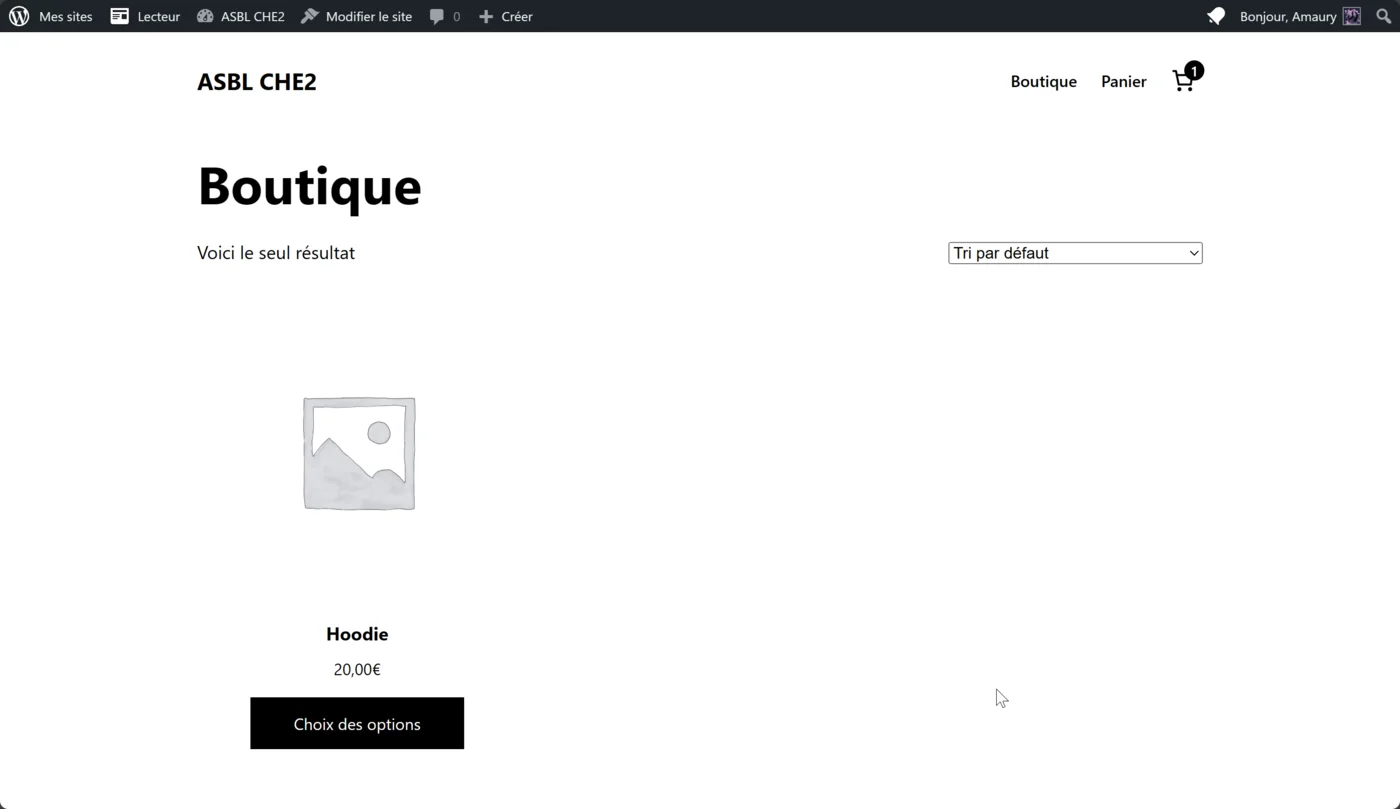 Mes sites Lecteur ASBL CHE2 Modifier le site 0 Créer Bonjour, Amaury
ASBL CHE2 Boutique Panier 1
Boutique
Voici le seul résultat Tri par défaut
Hoodie
20,00€
Choix des options